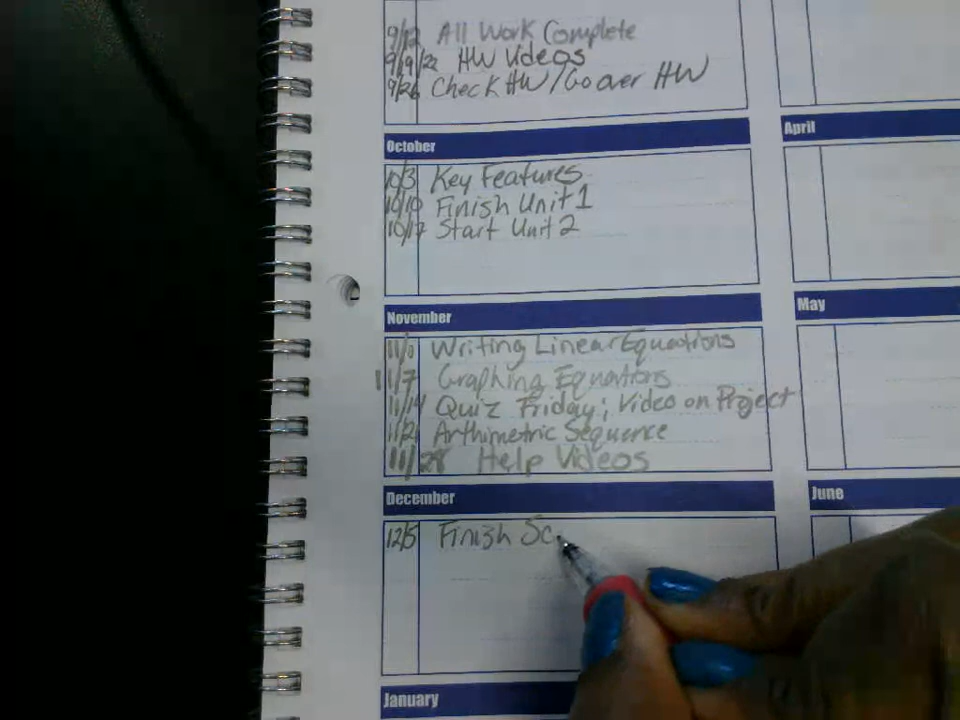 9/12 All Work Complete
9/19/22 HW Videos
9/26 Check HW/Go over HW
October
10/3 Key Features
10/10 Finish Unit 1
10/17 Start Unit 2
November
11/1 Writing Linear Equations
11/7 Graphing Equations
11/14 Quiz Friday; Video on Project
11/21 Arthimetric Sequence
11/28 Help Videos
December
12/5 Finish Sc
January
April
May
June